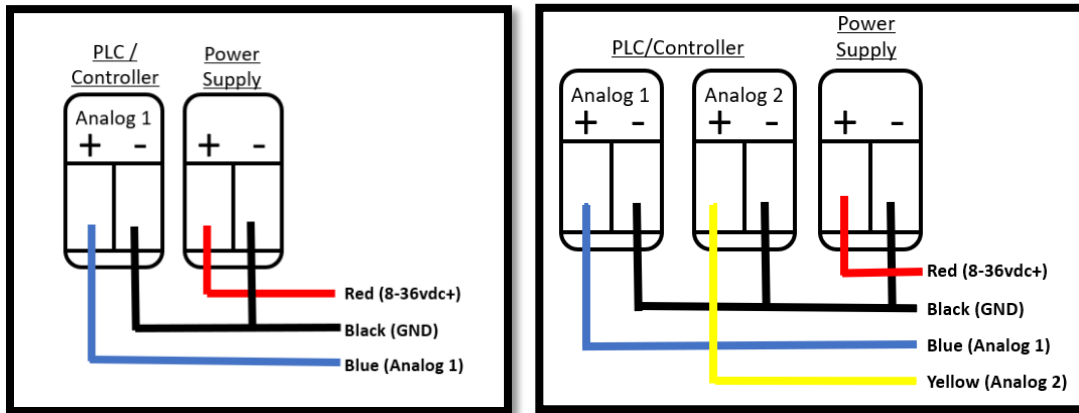 PLC /
Controller
Power
Supply
Analog 1
+ -
+ -
Red (8-36vdc+)
Black (GND)
Blue (Analog 1)
PLC/Controller
Power
Supply
Analog 1
Analog 2
+ -
+ -
+ -
Red (8-36vdc+)
Black (GND)
Blue (Analog 1)
Yellow (Analog 2)